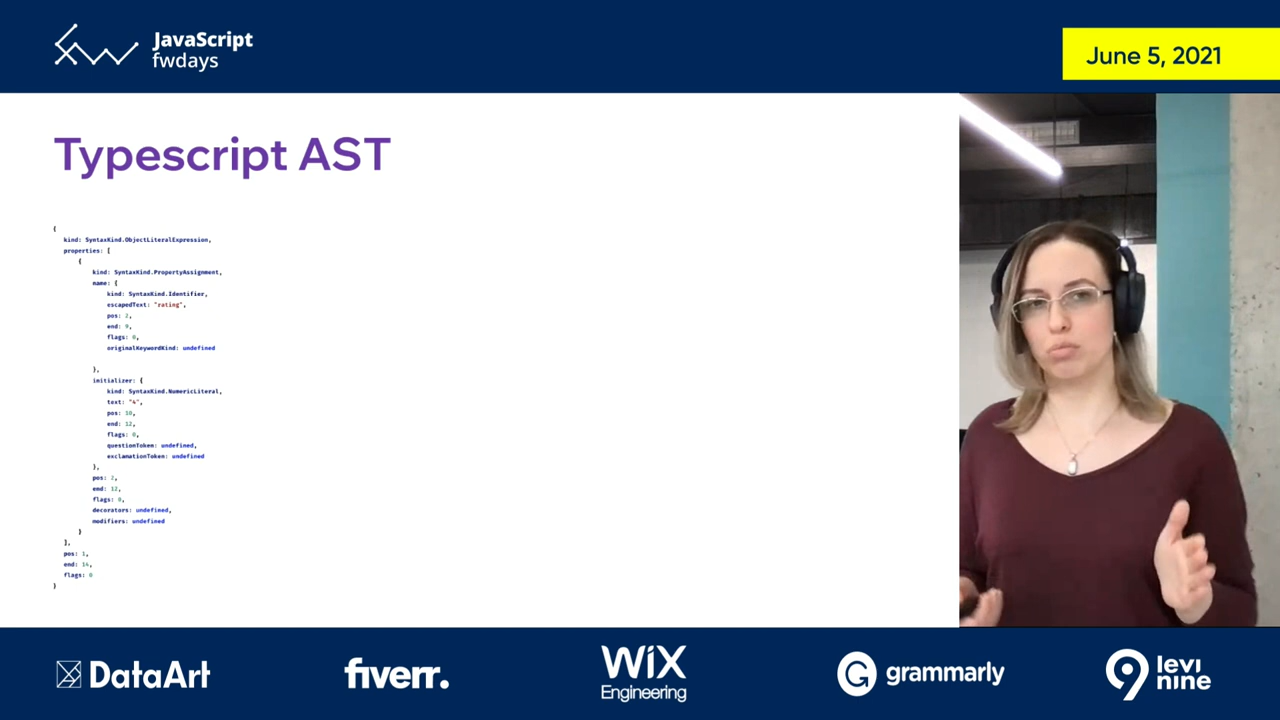 JavaScript
fwdays
June 5, 2021
Typescript AST
{
kind: SyntaxKind.ObjectLiteralExpression,
properties: [
{
kind: SyntaxKind.PropertyAssignment,
name: {
kind: SyntaxKind.Identifier,
escapedText: "rating",
pos: 2,
end: 9,
flags: 0,
originalKeywordKind: undefined
},
initializer: {
kind: SyntaxKind.NumericLiteral,
text: "4",
pos: 10,
end: 12,
flags: 0,
questionToken: undefined,
exclamationToken: undefined
},
pos: 2,
end: 12,
flags: 0,
decorators: undefined,
modifiers: undefined
}
],
pos: 1,
end: 14,
flags: 0
}
DataArt
fiverr.
WiX
Engineering
grammarly
levi
nine